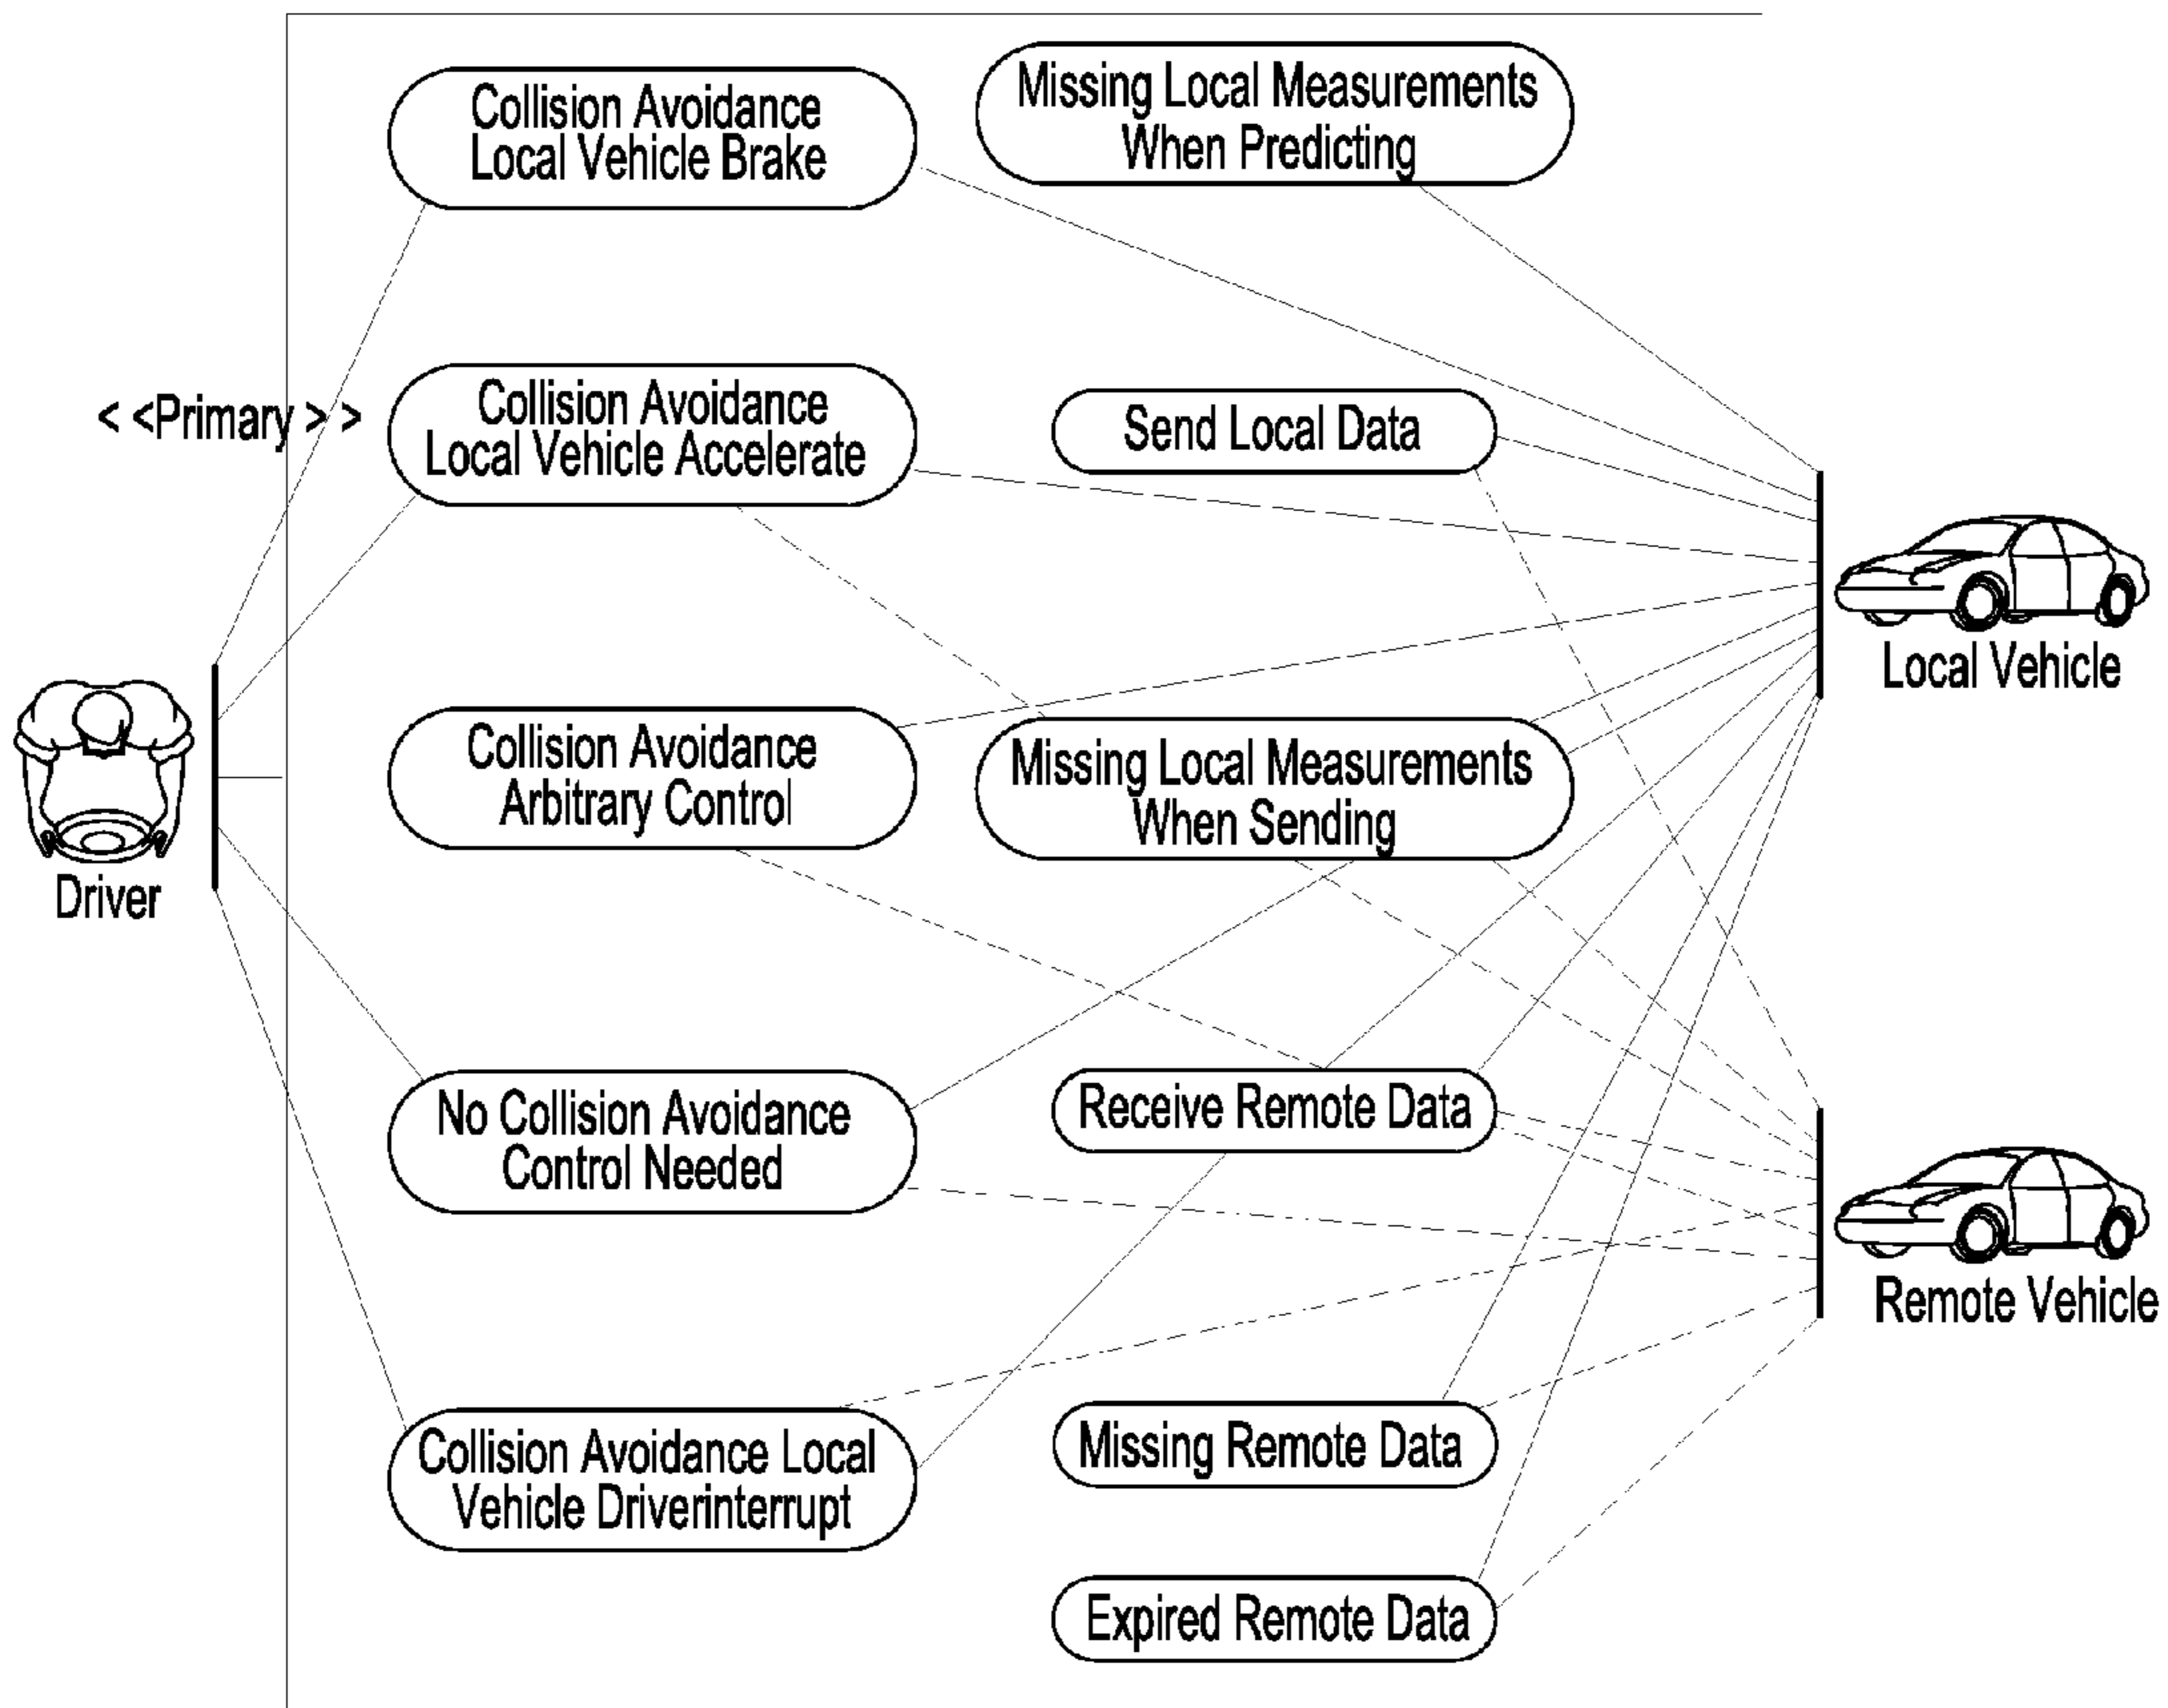 Collision Avoidance
Local Vehicle Brake
Missing Local Measurements
When Predicting
< <Primary > >
Collision Avoidance
Local Vehicle Accelerate
Send Local Data
Local Vehicle
Collision Avoidance
Arbitrary Control
Missing Local Measurements
When Sending
Driver
No Collision Avoidance
Control Needed
Receive Remote Data
Remote Vehicle
Collision Avoidance Local
Vehicle Driverinterrupt
Missing Remote Data
Expired Remote Data